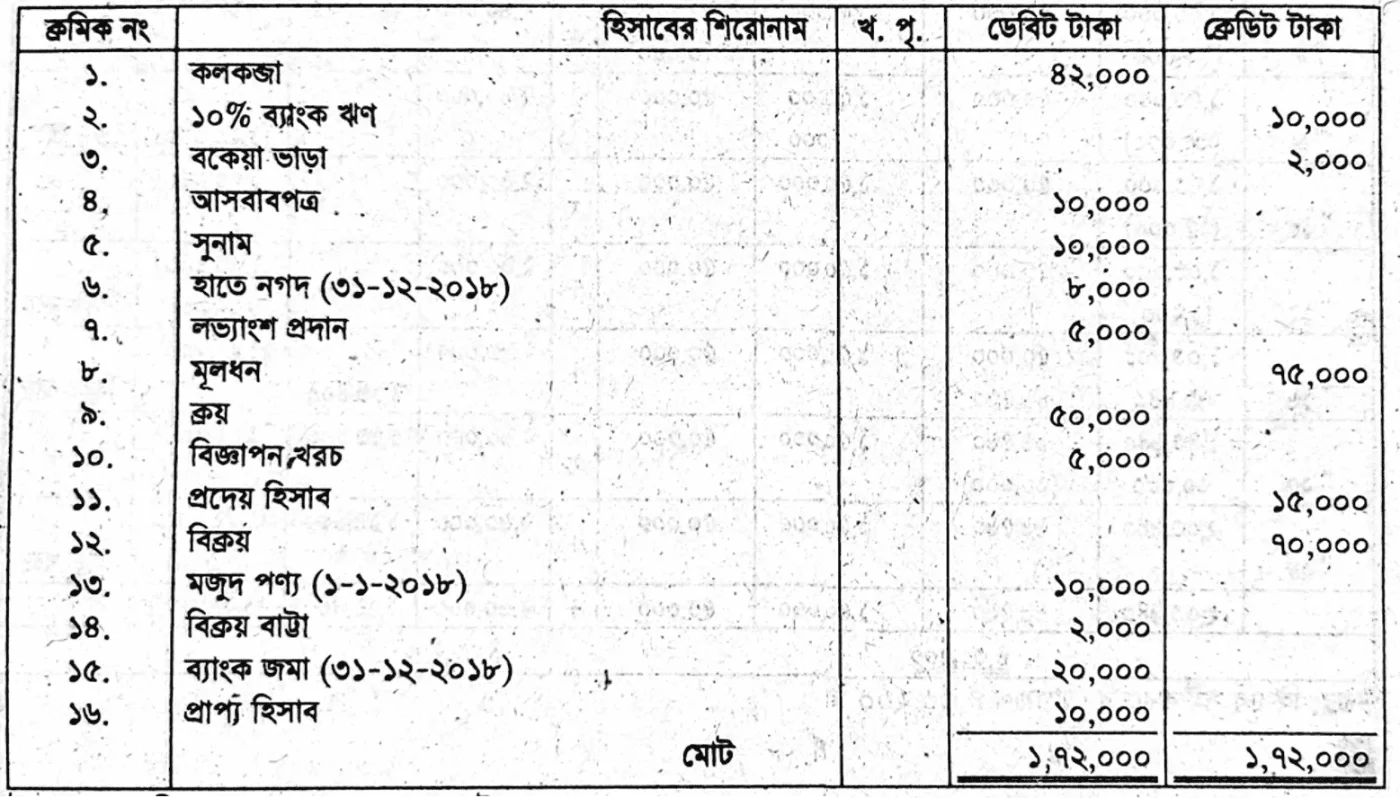 ক্রমিক নং হিসাবের শিরোনাম খ. পৃ. ডেবিট টাকা ক্রেডিট টাকা
১. কলকব্জা ৪২,০০০
২. ১০% ব্যাংক ঋণ ১০,০০০
৩. বকেয়া ভাড়া ২,০০০
৪. আসবাবপত্র ১০,০০০
৫. সুনাম ১০,০০০
৬. হাতে নগদ (৩১-১২-২০১৮) ৮,০০০
৭. লভ্যাংশ প্রদান ৫,০০০
৮. মূলধন ৭৫,০০০
৯. ক্রয় ৫০,০০০
১০. বিজ্ঞাপন খরচ ৫,০০০
১১. প্রদেয় হিসাব ১৫,০০০
১২. বিক্রয় ৭০,০০০
১৩. মজুদ পণ্য (১-১-২০১৮) ১০,০০০
১৪. বিক্রয় বাট্টা ২,০০০
১৫. ব্যাংক জমা (৩১-১২-২০১৮) ২০,০০০
১৬. প্রাপ্য হিসাব ১০,০০০
মোট ১,৭২,০০০ ১,৭২,০০০